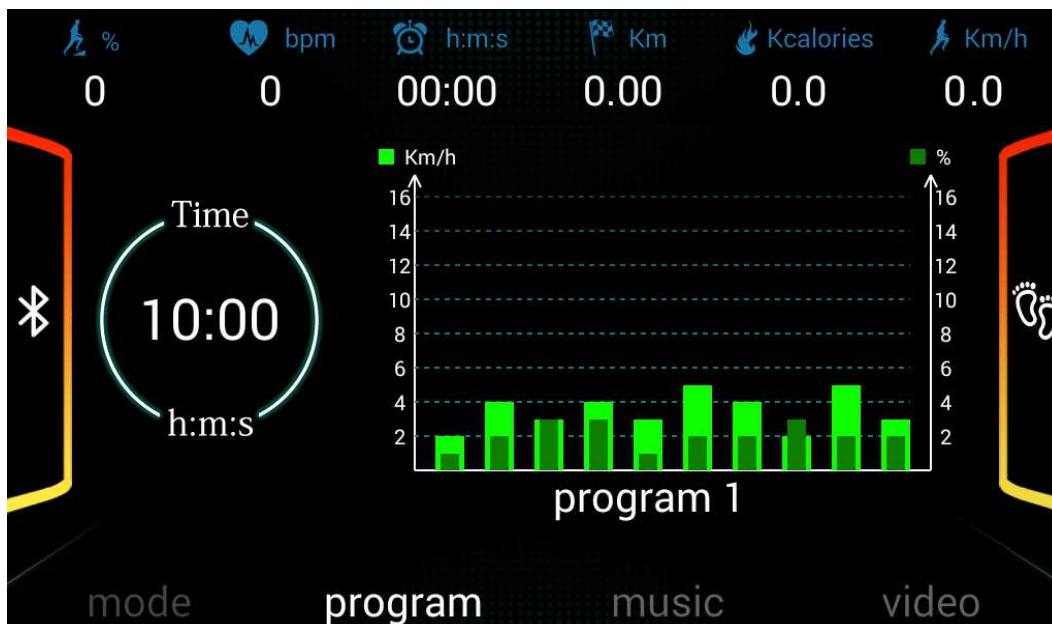 % bpm h:m:s Km Kcalories Km/h
0 0 00:00 0.00 0.0 0.0
Km/h %
Time
10:00
h:m:s
16 16
14 14
12 12
10 10
8 8
6 6
4 4
2 2
program 1
mode program music video